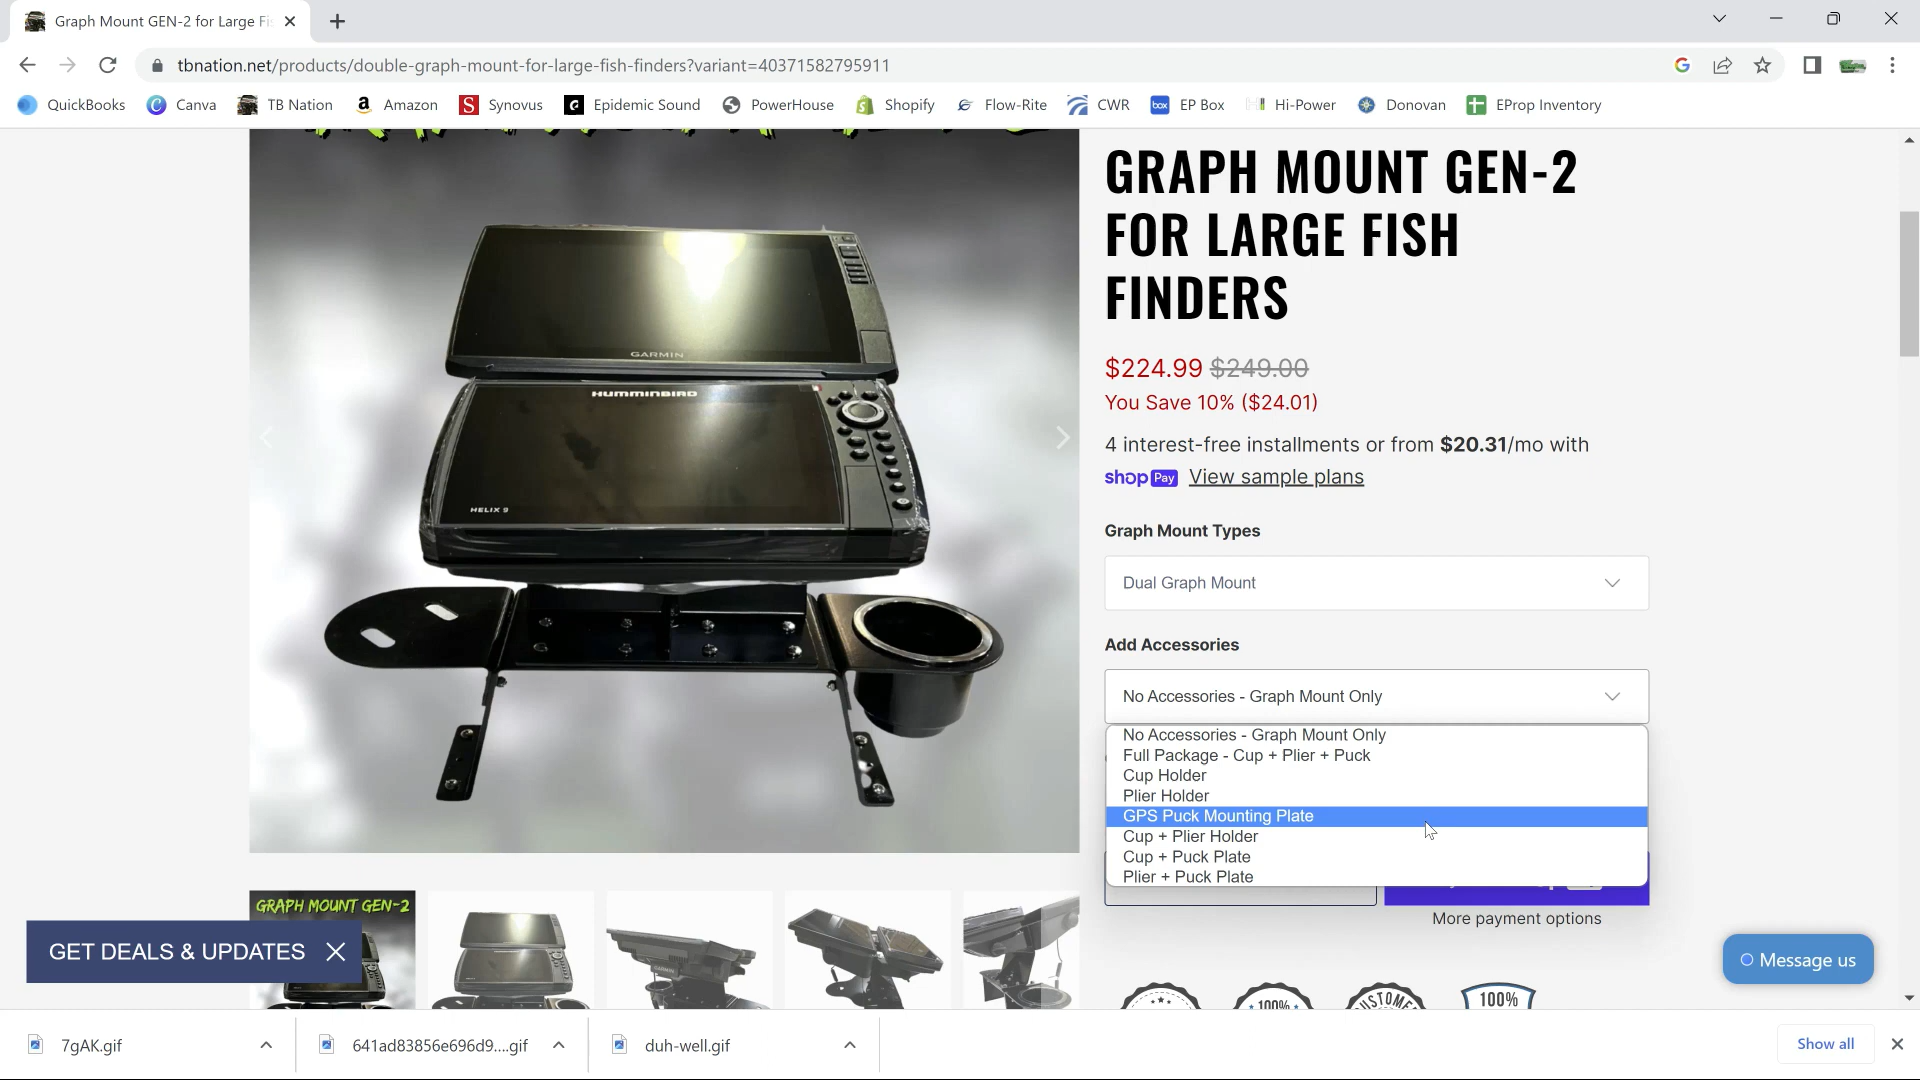 Graph Mount GEN-2 for Large Fis
tbnation.net/products/double-graph-mount-for-large-fish-finders?variant=40371582795911
QuickBooks
Canva
TB Nation
Amazon
Synovus
Epidemic Sound
PowerHouse
Shopify
Flow-Rite
CWR
EP Box
Hi-Power
Donovan
EProp Inventory
GARMIN
HUMMINBIRD
HELIX 9
GRAPH MOUNT GEN-2
FOR LARGE FISH
FINDERS
$224.99 $249.00
You Save 10% ($24.01)
4 interest-free installments or from $20.31/mo with
shop Pay View sample plans
Graph Mount Types
Dual Graph Mount
Add Accessories
No Accessories - Graph Mount Only
No Accessories - Graph Mount Only
Full Package - Cup + Plier + Puck
Cup Holder
Plier Holder
GPS Puck Mounting Plate
Cup + Plier Holder
Cup + Puck Plate
Plier + Puck Plate
More payment options
GRAPH MOUNT GEN-2
GET DEALS & UPDATES
Message us
100%
CUSTOME
100%
7gAK.gif
641ad83856e696d9....gif
duh-well.gif
Show all